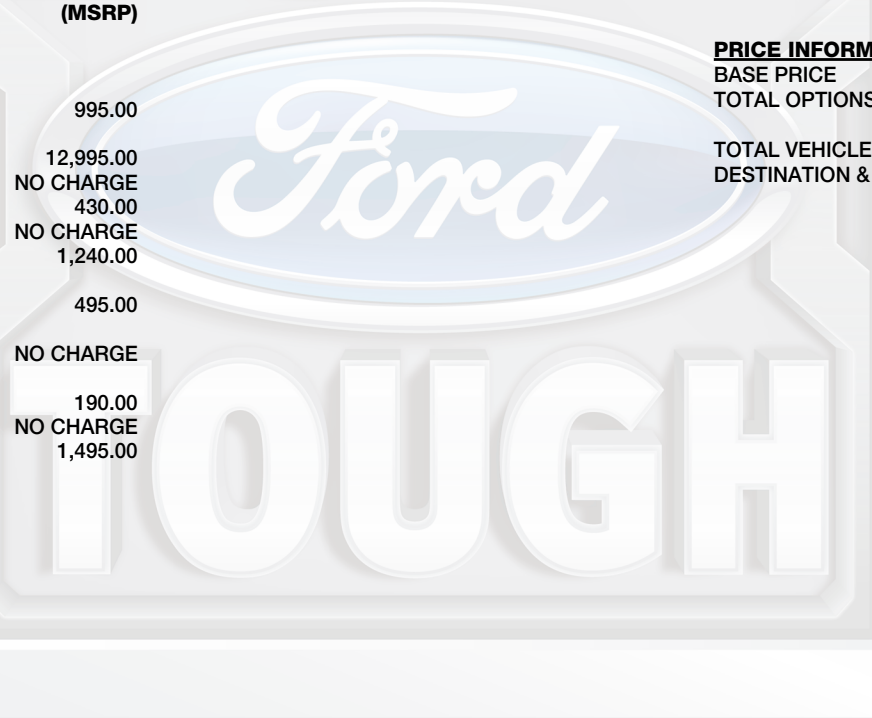 (MSRP)
995.00
12,995.00
NO CHARGE
430.00
NO CHARGE
1,240.00
495.00
NO CHARGE
190.00
NO CHARGE
1,495.00
PRICE INFORM
BASE PRICE
TOTAL OPTIONS
TOTAL VEHICLE
DESTINATION &
Ford
TOUGH